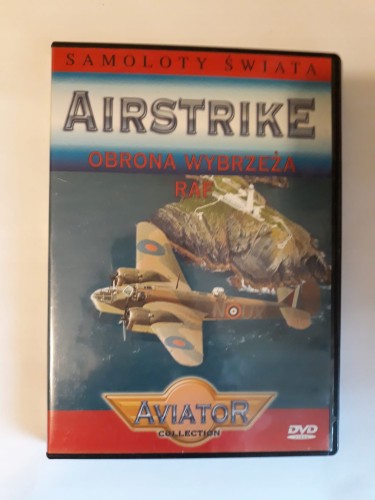 SAMOLOTY ŚWIATA
AIRSTRIKE
OBRONA WYBRZEŻA
RAF
AVIATOR
COLLECTION
DVD